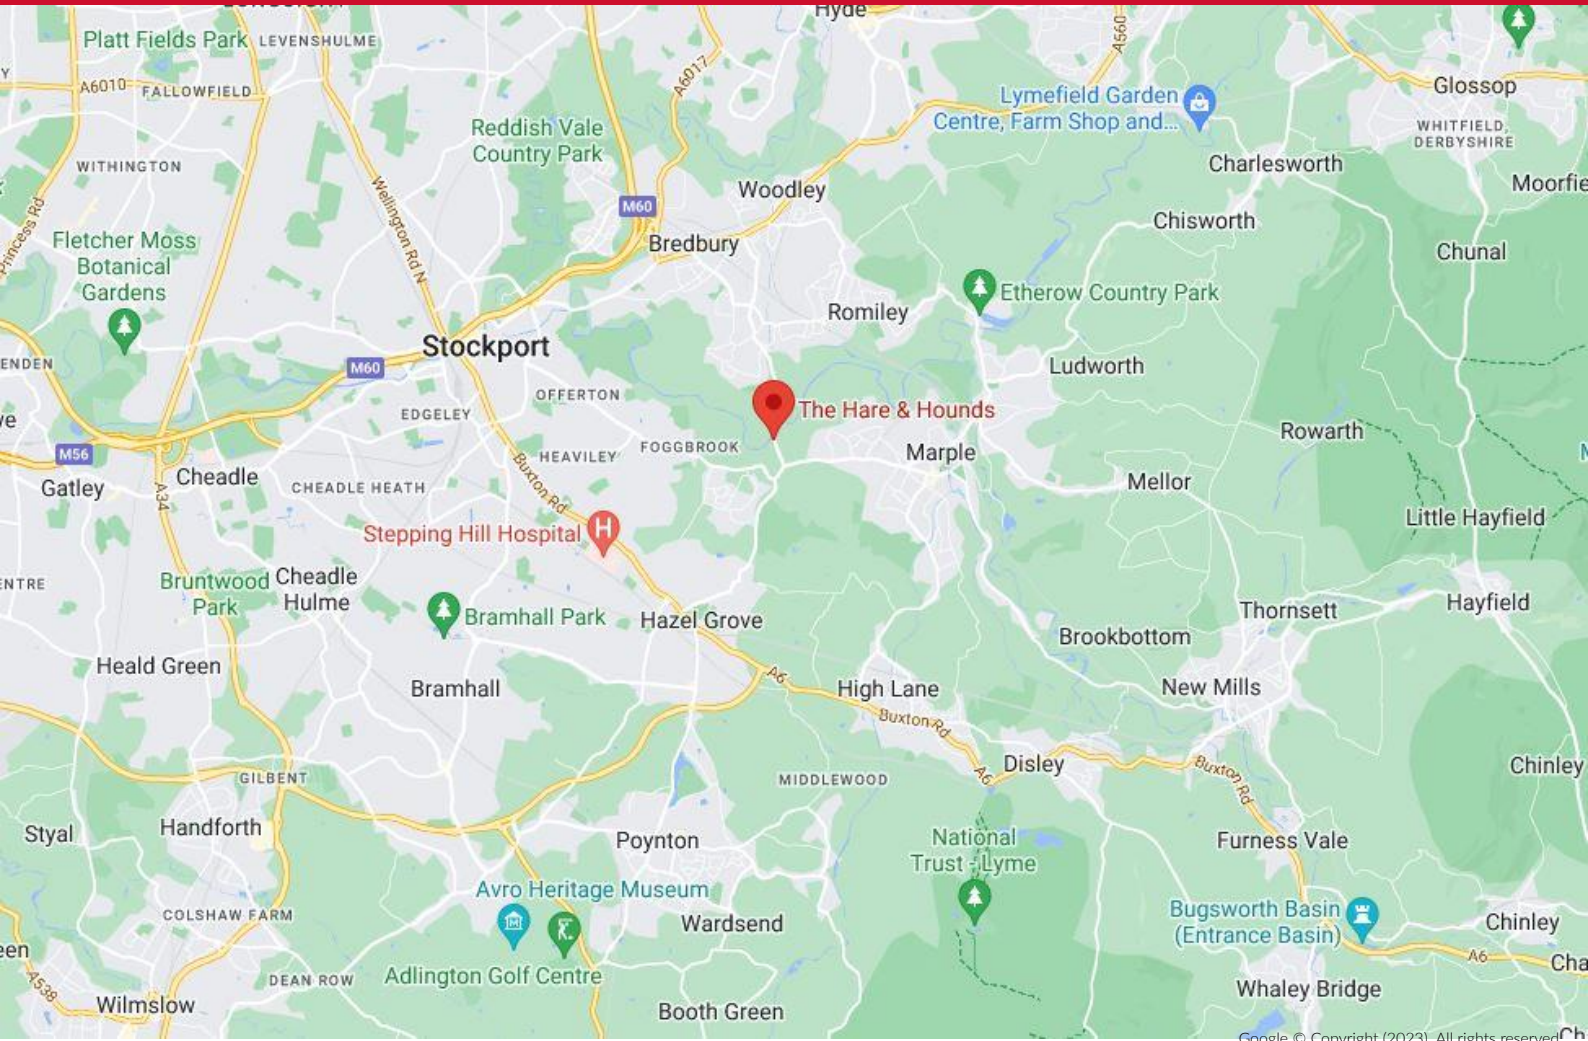 Hyde
Platt Fields Park
LEVENSHULME
A6017
A560
Glossop
A6010
FALLOWFIELD
Lymefield Garden
Centre, Farm Shop and...
Reddish Vale
Country Park
WHITFIELD,
DERBYSHIRE
WITHINGTON
Charlesworth
Woodley
Moorfie
Wellington Rd N
M60
Princess Rd
Chisworth
Fletcher Moss
Botanical
Gardens
Bredbury
Chunal
Etherow Country Park
Romiley
Stockport
ENDEN
M60
Ludworth
OFFERTON
EDGELEY
The Hare & Hounds
Rowarth
FOGGBROOK
Marple
M56
HEAVILEY
Gatley
Cheadle
A34
CHEADLE HEATH
Buxton Rd
Mellor
Little Hayfield
Stepping Hill Hospital
H
ENTRE
Bruntwood
Park
Cheadle
Hulme
Bramhall Park
Hazel Grove
Thornsett
Hayfield
Brookbottom
Heald Green
Bramhall
A6
High Lane
New Mills
Buxton Rd
GILBENT
MIDDLEWOOD
A6
Disley
Buxton Rd
Chinley
Styal
Handforth
Poynton
National
Trust - Lyme
Furness Vale
Avro Heritage Museum
COLSHAW FARM
Wardsend
Bugsworth Basin
(Entrance Basin)
Chinley
een
A538
DEAN ROW
Adlington Golf Centre
A6
Cha
Wilmslow
Booth Green
Whaley Bridge
Google © Copyright (2023). All rights reserved